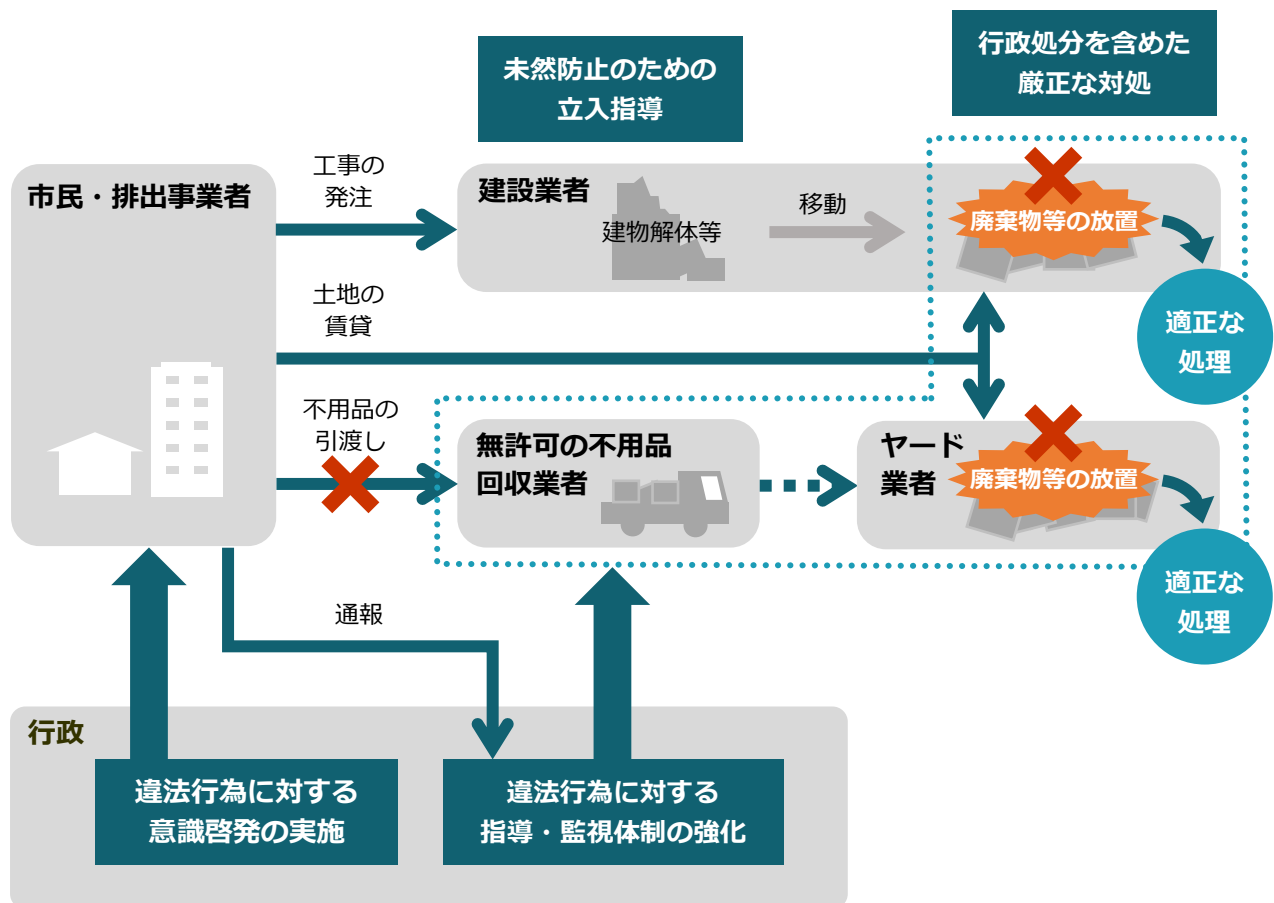 未然防止のための
立入指導
行政処分を含めた
厳正な対処
市民・排出事業者
工事の
発注
建設業者
建物解体等
移動
廃棄物等の放置
適正な
処理
土地の
賃貸
不用品の
引渡し
無許可の不用品
回収業者
ヤード
業者
廃棄物等の放置
適正な
処理
通報
行政
違法行為に対する
意識啓発の実施
違法行為に対する
指導・監視体制の強化